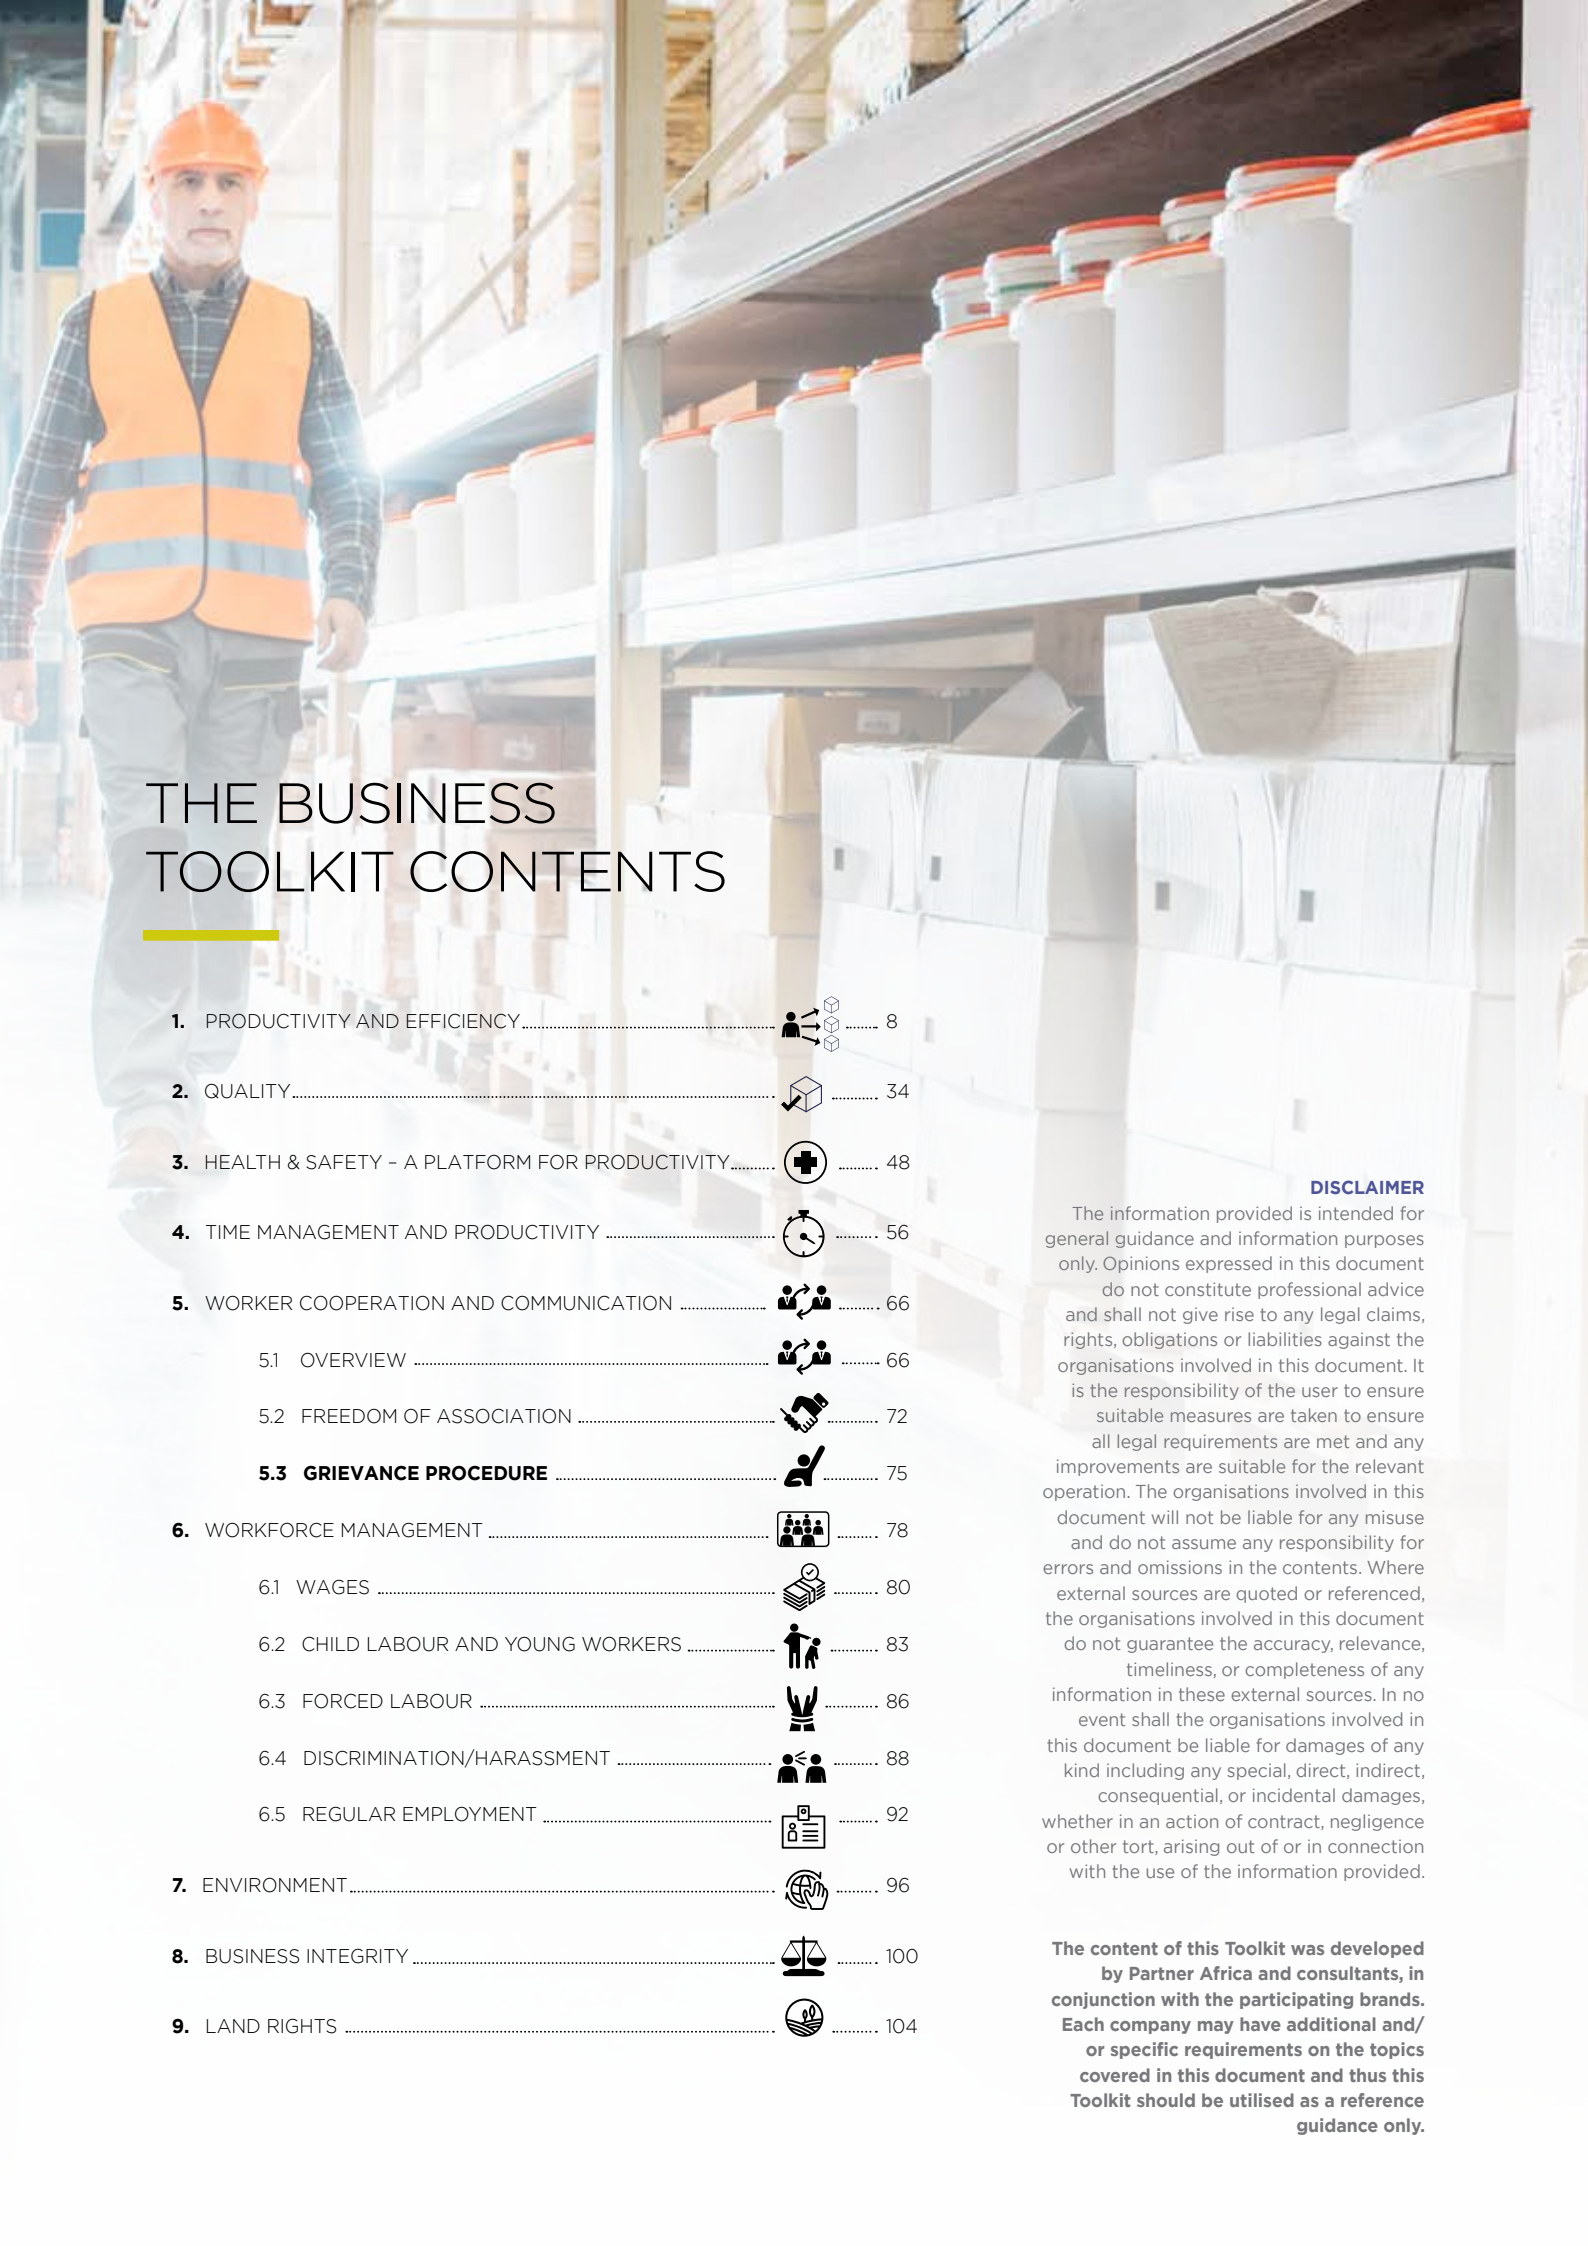 THE BUSINESS
TOOLKIT CONTENTS
1. PRODUCTIVITY AND EFFICIENCY 8
2. QUALITY 34
3. HEALTH & SAFETY – A PLATFORM FOR PRODUCTIVITY 48
4. TIME MANAGEMENT AND PRODUCTIVITY 56
5. WORKER COOPERATION AND COMMUNICATION 66
5.1 OVERVIEW 66
5.2 FREEDOM OF ASSOCIATION 72
5.3 GRIEVANCE PROCEDURE 75
6. WORKFORCE MANAGEMENT 78
6.1 WAGES 80
6.2 CHILD LABOUR AND YOUNG WORKERS 83
6.3 FORCED LABOUR 86
6.4 DISCRIMINATION/HARASSMENT 88
6.5 REGULAR EMPLOYMENT 92
7. ENVIRONMENT 96
8. BUSINESS INTEGRITY 100
9. LAND RIGHTS 104
DISCLAIMER
The information provided is intended for
general guidance and information purposes
only. Opinions expressed in this document
do not constitute professional advice
and shall not give rise to any legal claims,
rights, obligations or liabilities against the
organisations involved in this document. It
is the responsibility of the user to ensure
suitable measures are taken to ensure
all legal requirements are met and any
improvements are suitable for the relevant
operation. The organisations involved in this
document will not be liable for any misuse
and do not assume any responsibility for
errors and omissions in the contents. Where
external sources are quoted or referenced,
the organisations involved in this document
do not guarantee the accuracy, relevance,
timeliness, or completeness of any
information in these external sources. In no
event shall the organisations involved in
this document be liable for damages of any
kind including any special, direct, indirect,
consequential, or incidental damages,
whether in an action of contract, negligence
or other tort, arising out of or in connection
with the use of the information provided.
The content of this Toolkit was developed
by Partner Africa and consultants, in
conjunction with the participating brands.
Each company may have additional and/
or specific requirements on the topics
covered in this document and thus this
Toolkit should be utilised as a reference
guidance only.